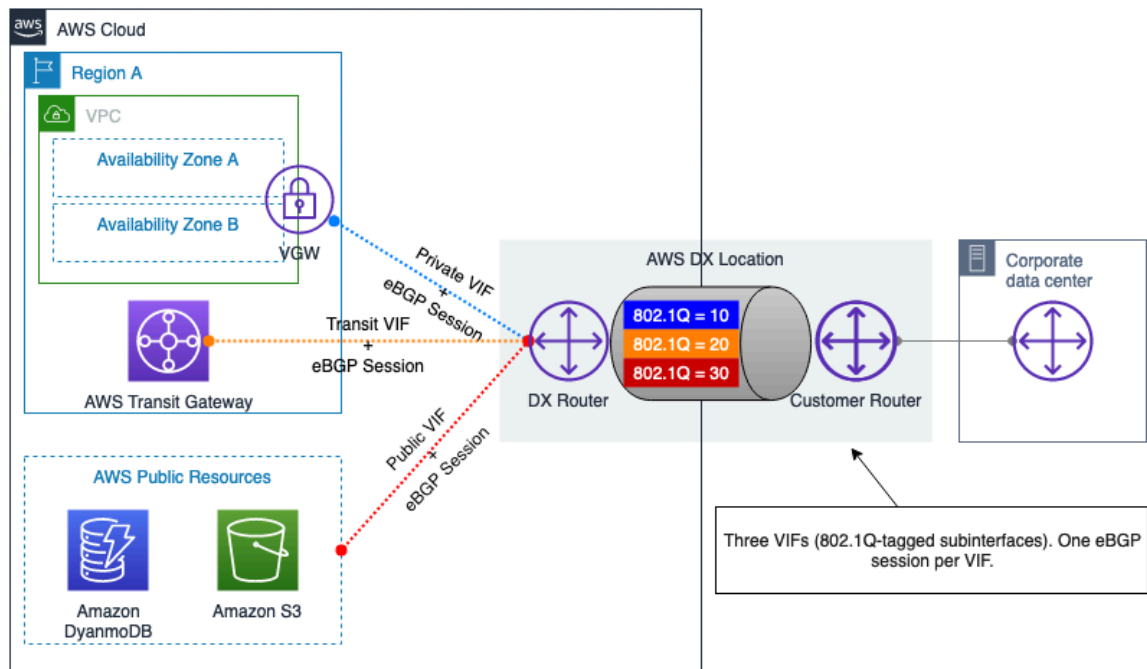 aws
AWS Cloud
Region A
VPC
Availability Zone A
Availability Zone B
VGW
Private VIF
+
eBGP Session
Transit VIF
+
eBGP Session
AWS Transit Gateway
Public VIF
+
eBGP Session
AWS Public Resources
Amazon
DyanmoDB
Amazon S3
AWS DX Location
802.1Q = 10
802.1Q = 20
802.1Q = 30
DX Router
Customer Router
Corporate
data center
Three VIFs (802.1Q-tagged subinterfaces). One eBGP
session per VIF.